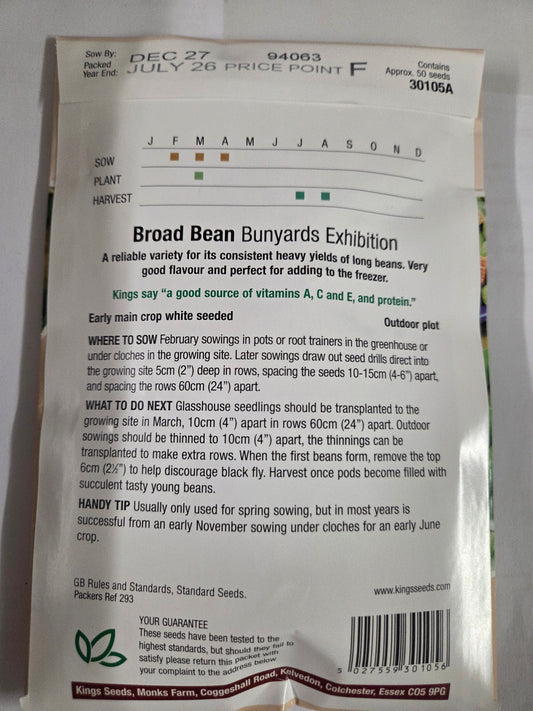 Sow By: DEC 27 94063
Packed Year End: JULY 26 PRICE POINT F
Contains
Approx. 50 seeds
30105A
J F M A M J J A S O N D
SOW
PLANT
HARVEST
Broad Bean Bunyards Exhibition
A reliable variety for its consistent heavy yields of long beans. Very
good flavour and perfect for adding to the freezer.
Kings say “a good source of vitamins A, C and E, and protein.”
Early main crop white seeded
Outdoor plot
WHERE TO SOW February sowings in pots or root trainers in the greenhouse or
under cloches in the growing site. Later sowings draw out seed drills direct into
the growing site 5cm (2”) deep in rows, spacing the seeds 10-15cm (4-6”) apart,
and spacing the rows 60cm (24”) apart.
WHAT TO DO NEXT Glasshouse seedlings should be transplanted to the
growing site in March, 10cm (4”) apart in rows 60cm (24”) apart. Outdoor
sowings should be thinned to 10cm (4”) apart, the thinnings can be
transplanted to make extra rows. When the first beans form, remove the top
6cm (2½”) to help discourage black fly. Harvest once pods become filled with
succulent tasty young beans.
HANDY TIP Usually only used for spring sowing, but in most years is
successful from an early November sowing under cloches for an early June
crop.
GB Rules and Standards, Standard Seeds.
Packers Ref 293
www.kingsseeds.com
YOUR GUARANTEE
These seeds have been tested to the
highest standards, but should they fail to
satisfy please return this packet with
your complaint to the address below
5 027559 301056
Kings Seeds, Monks Farm, Coggeshall Road, Kelvedon, Colchester, Essex CO5 9PG